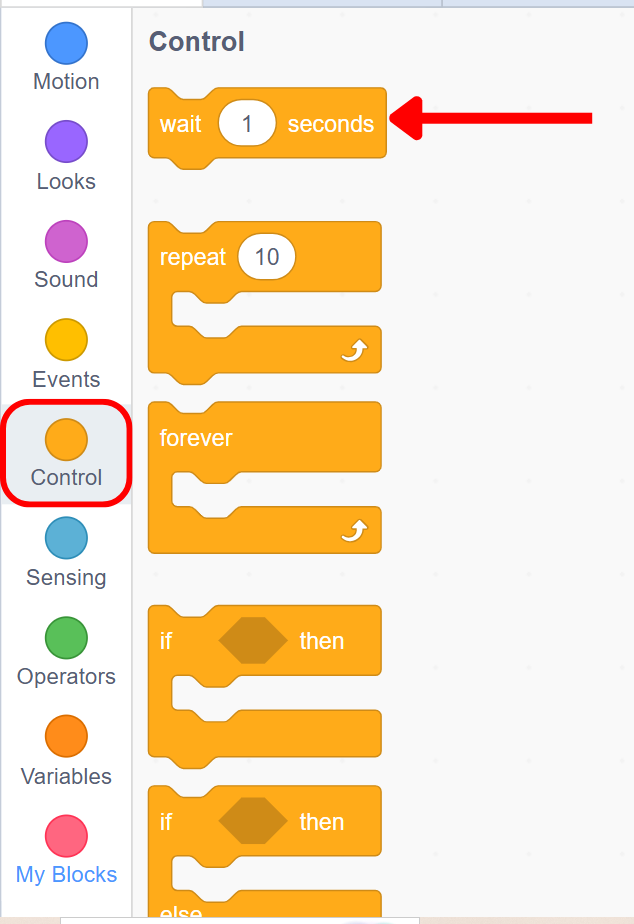 Motion
Looks
Sound
Events
Control
Sensing
Operators
Variables
My Blocks
Control
wait 1 seconds
repeat 10
forever
if then
if then
else